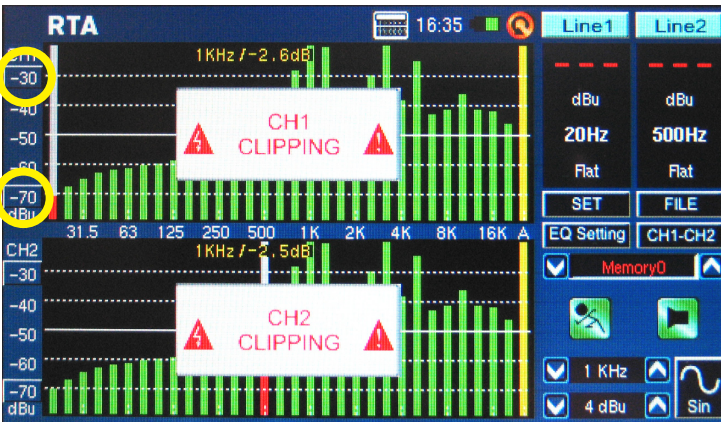 RTA 16:35
Line1 Line2
CH1 1KHz/-2.6dB
-30
-40
-50
-60
-70
dBu
CH1
CLIPPING
31.5 63 125 250 500 1K 2K 4K 8K 16K A
CH2 1KHz/-2.5dB
-30
-40
-50
-60
-70
dBu
CH2
CLIPPING
dBu dBu
20Hz 500Hz
Flat Flat
SET FILE
EQ Setting CH1-CH2
Memory0
1 KHz
4 dBu Sin